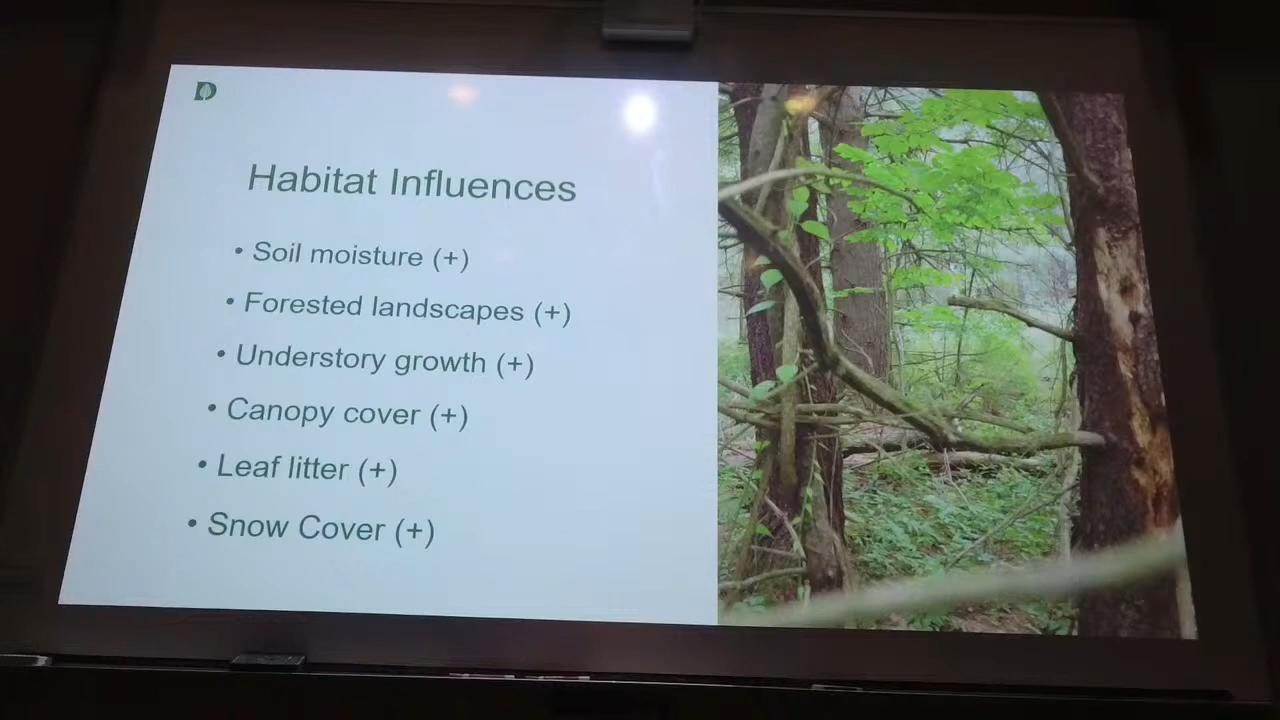 D
Habitat Influences
• Soil moisture (+)
• Forested landscapes (+)
• Understory growth (+)
• Canopy cover (+)
• Leaf litter (+)
• Snow Cover (+)